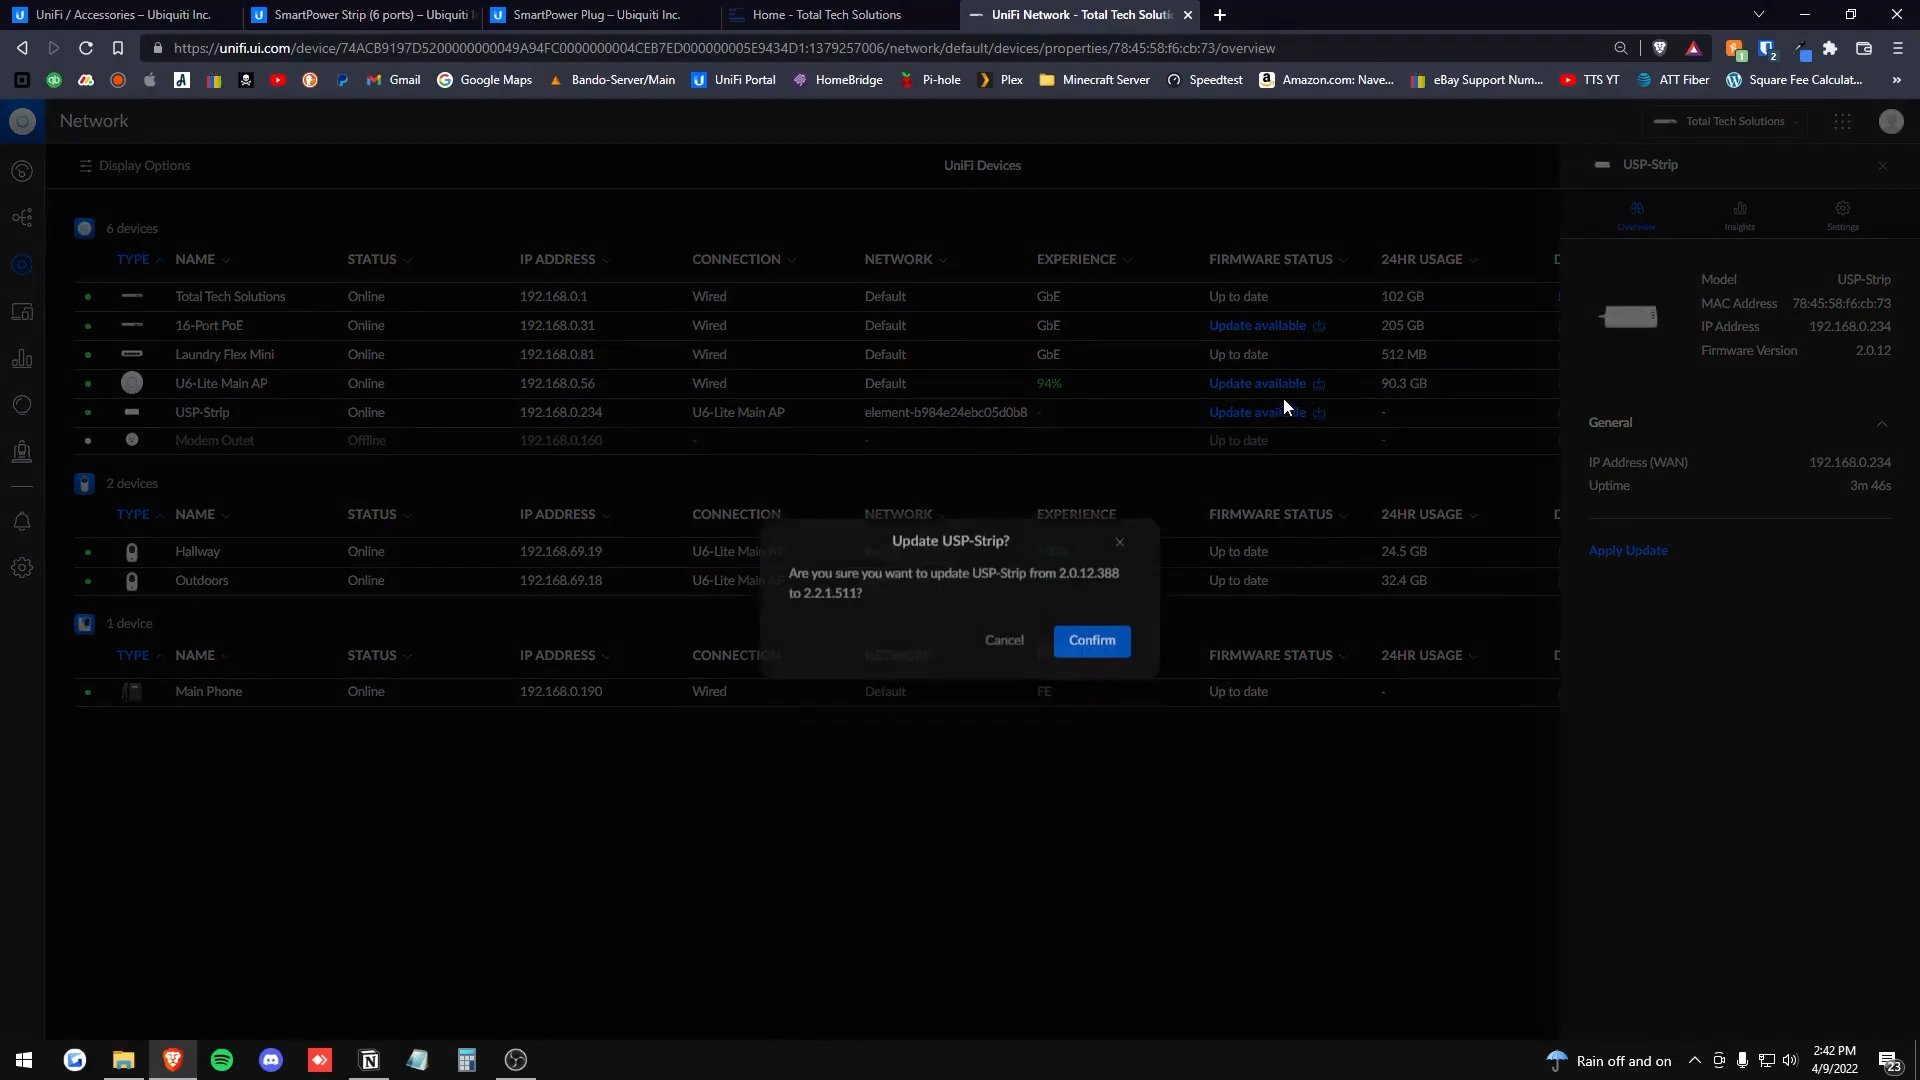 UniFi / Accessories – Ubiquiti Inc.
SmartPower Strip (6 ports) – Ubiquiti
SmartPower Plug – Ubiquiti Inc.
Home - Total Tech Solutions
UniFi Network - Total Tech Soluti
https://unifi.ui.com/device/74ACB9197D5200000000049A94FC0000000004CEB7ED000000005E9434D1:1379257006/network/default/devices/properties/78:45:58:f6:cb:73/overview
1
2
Gmail
Google Maps
Bando-Server/Main
UniFi Portal
HomeBridge
Pi-hole
Plex
Minecraft Server
Speedtest
Amazon.com: Nave...
eBay Support Num...
TTS YT
ATT Fiber
Square Fee Calculat...
»
Network
Total Tech Solutions
Display Options
UniFi Devices
USP-Strip
Overview
Insights
Settings
6 devices
TYPE NAME STATUS IP ADDRESS CONNECTION NETWORK EXPERIENCE FIRMWARE STATUS 24HR USAGE D
Total Tech Solutions Online 192.168.0.1 Wired Default GbE Up to date 102 GB
16-Port PoE Online 192.168.0.31 Wired Default GbE Update available 205 GB
Laundry Flex Mini Online 192.168.0.81 Wired Default GbE Up to date 512 MB
U6-Lite Main AP Online 192.168.0.56 Wired Default 94% Update available 90.3 GB
USP-Strip Online 192.168.0.234 U6-Lite Main AP element-b984e24ebc05d0b8 - Update available -
Modem Outet Offline 192.168.0.160 - - Up to date -
Model USP-Strip
MAC Address 78:45:58:f6:cb:73
IP Address 192.168.0.234
Firmware Version 2.0.12
General
IP Address (WAN) 192.168.0.234
Uptime 3m 46s
Apply Update
2 devices
TYPE NAME STATUS IP ADDRESS CONNECTION NETWORK EXPERIENCE FIRMWARE STATUS 24HR USAGE D
Hallway Online 192.168.69.19 U6-Lite Main AP Up to date 24.5 GB
Outdoors Online 192.168.69.18 U6-Lite Main AP Up to date 32.4 GB
Update USP-Strip?
Are you sure you want to update USP-Strip from 2.0.12.388
to 2.2.1.511?
Cancel
Confirm
1 device
TYPE NAME STATUS IP ADDRESS CONNECTION NETWORK FIRMWARE STATUS 24HR USAGE D
Main Phone Online 192.168.0.190 Wired Default FE Up to date -
Rain off and on
2:42 PM
4/9/2022
23